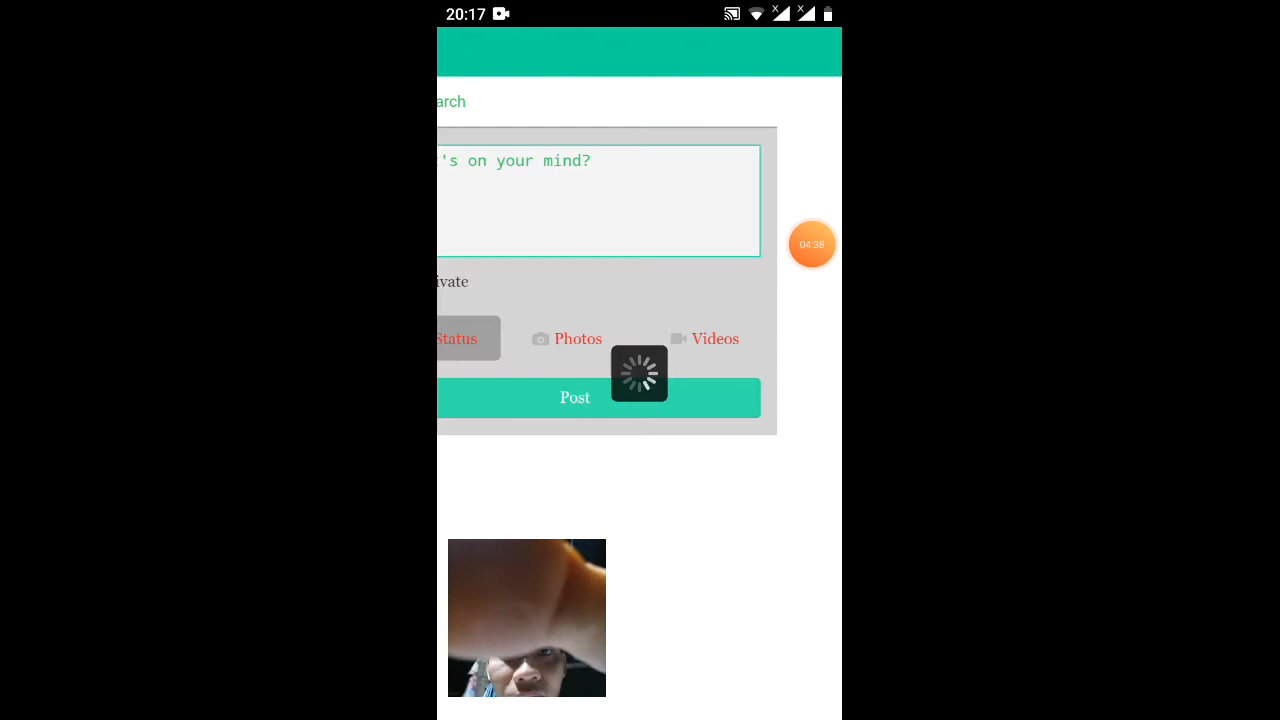 20:17
arch
's on your mind?
04:38
ivate
Status Photos Videos
Post